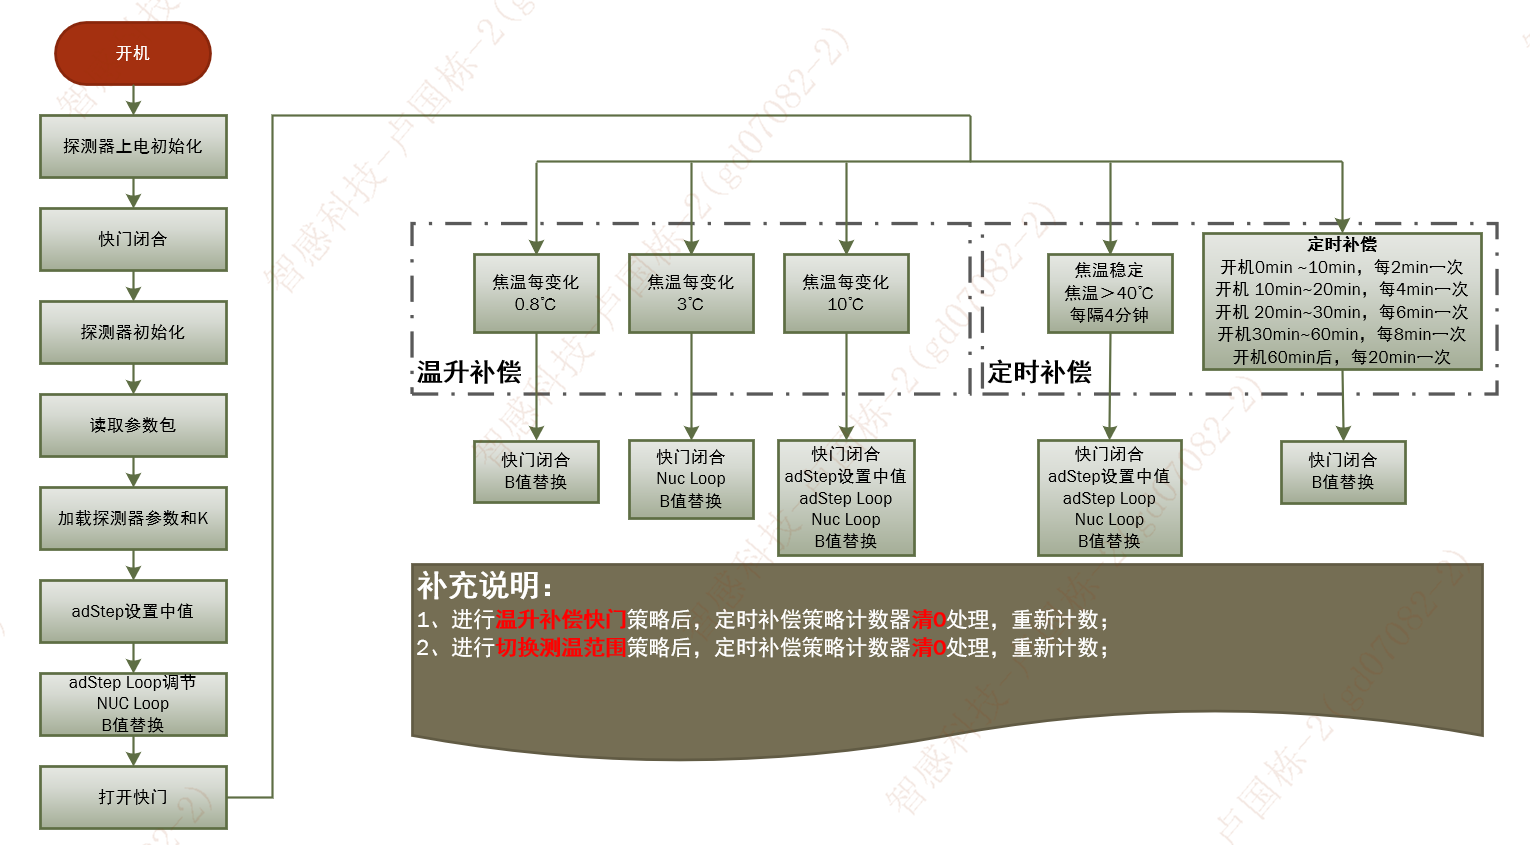 开机
探测器上电初始化
快门闭合
探测器初始化
读取参数包
加载探测器参数和K
adStep设置中值
adStep Loop调节
NUC Loop
B值替换
打开快门
焦温每变化
0.8℃
焦温每变化
3℃
焦温每变化
10℃
温升补偿
焦温稳定
焦温＞40℃
每隔4分钟
定时补偿
开机0min ~10min，每2min一次
开机 10min~20min，每4min一次
开机 20min~30min，每6min一次
开机30min~60min，每8min一次
开机60min后，每20min一次
定时补偿
快门闭合
B值替换
快门闭合
Nuc Loop
B值替换
快门闭合
adStep设置中值
adStep Loop
Nuc Loop
B值替换
快门闭合
adStep设置中值
adStep Loop
Nuc Loop
B值替换
快门闭合
B值替换
补充说明：
1、进行温升补偿快门策略后，定时补偿策略计数器清0处理，重新计数；
2、进行切换测温范围策略后，定时补偿策略计数器清0处理，重新计数；
智感科技-卢国栋-2(gd07082-2)